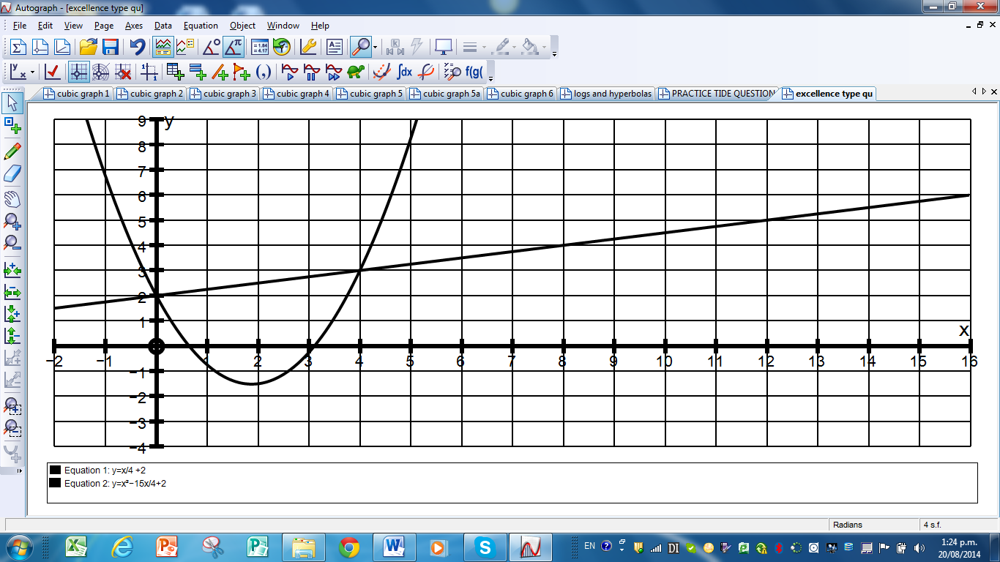 Autograph - [excellence type qu]
File Edit View Page Axes Data Equation Object Window Help
cubic graph 1 cubic graph 2 cubic graph 3 cubic graph 4 cubic graph 5 cubic graph 5a cubic graph 6 logs and hyperbolas PRACTICE TIDE QUESTION excellence type qu
y
9
8
7
6
5
4
3
2
1
x
−2 −1 1 2 3 4 5 6 7 8 9 10 11 12 13 14 15 16
−1
−2
−3
−4
Equation 1: y=x/4 +2
Equation 2: y=x²−15x/4+2
Radians 4 s.f.
EN DI 1:24 p.m.
20/08/2014